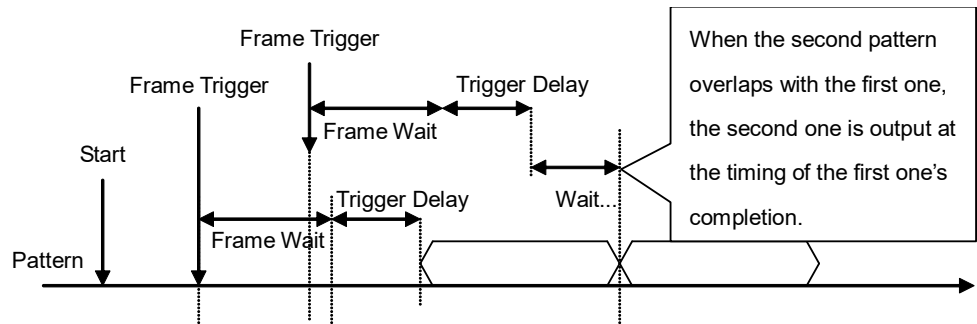 Frame Trigger
Frame Trigger
Start
Trigger Delay
Frame Wait
Wait...
Trigger Delay
Frame Wait
Pattern
When the second pattern
overlaps with the first one,
the second one is output at
the timing of the first one’s
completion.